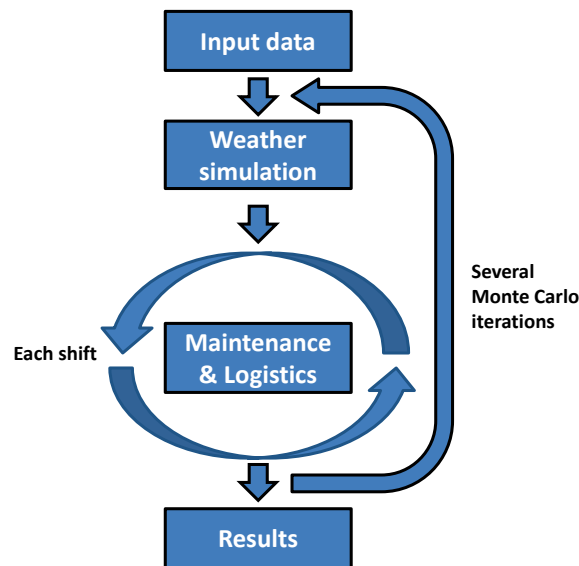 Input data
Weather
simulation
Several
Monte Carlo
iterations
Each shift
Maintenance
& Logistics
Results